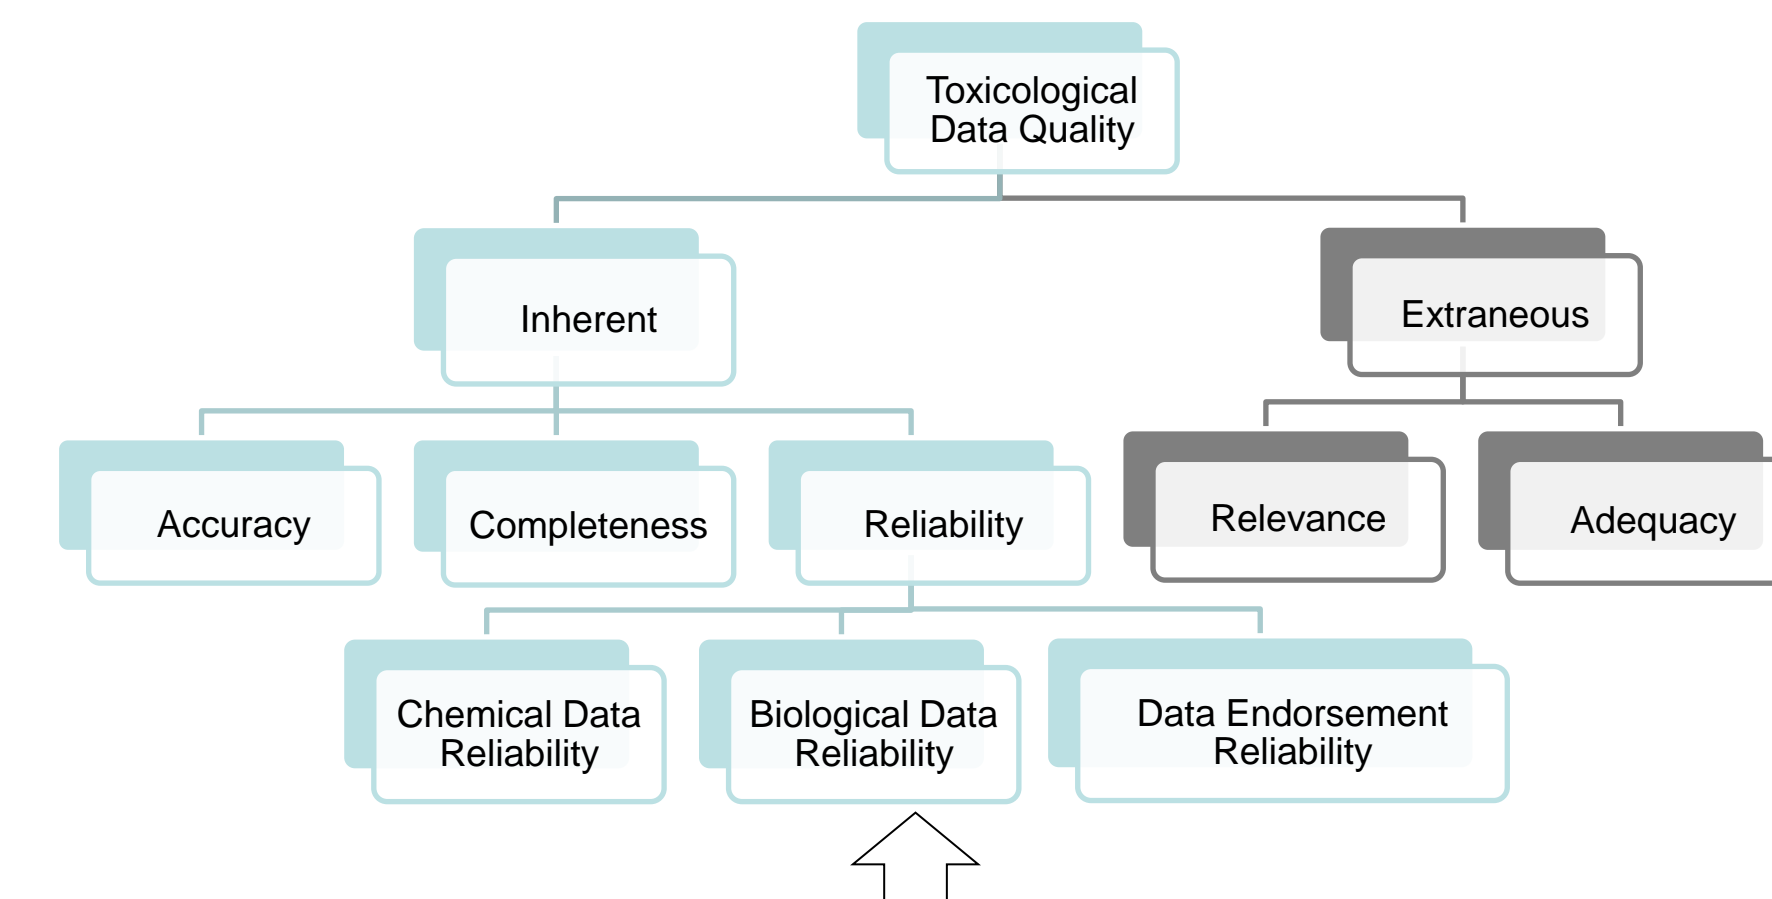 Toxicological
Data Quality
Inherent
Extraneous
Accuracy
Completeness
Reliability
Relevance
Adequacy
Chemical Data
Reliability
Biological Data
Reliability
Data Endorsement
Reliability